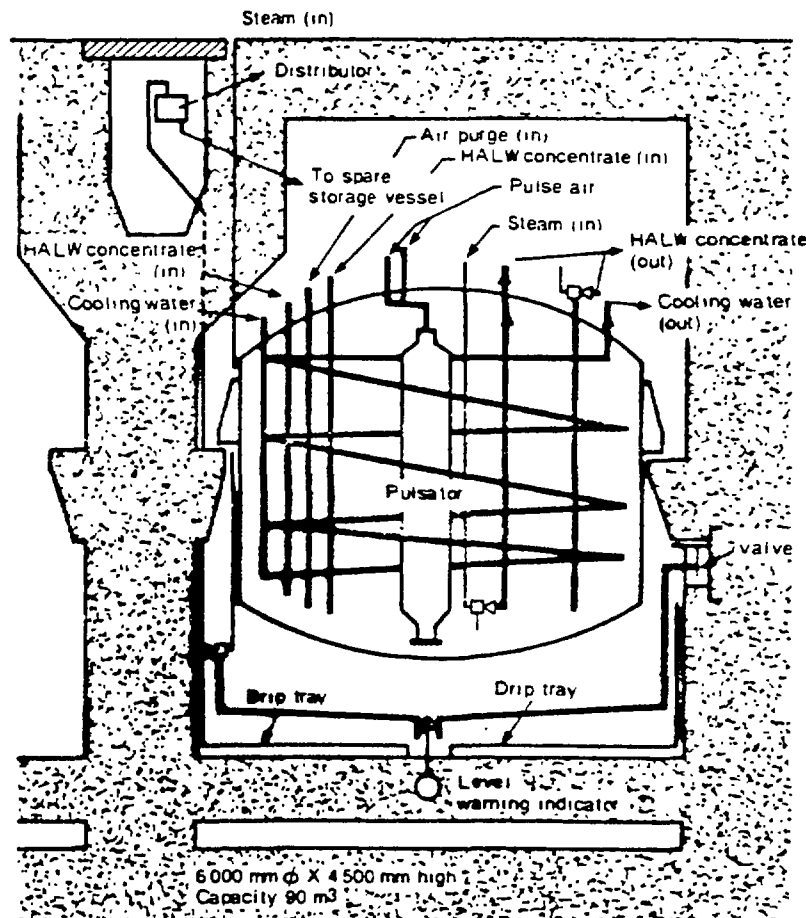 Steam (in)
Distributor
Air purge (in)
HALW concentrate (in)
To spare
storage vessel
Pulse air
Steam (in)
HALW concentrate
(in)
HALW concentrate
(out)
Cooling water
(in)
Cooling water
(out)
Pulsator
valve
Drip tray
Drip tray
Level
warning indicator
6 000 mm ϕ X 4 500 mm high
Capacity 90 m3